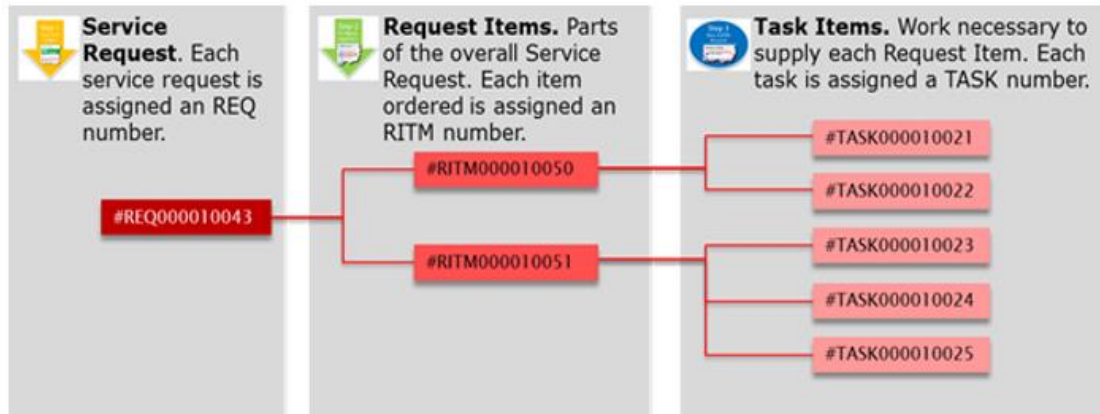 Service
Request. Each
service request is
assigned an REQ
number.
#REQ000010043
Request Items. Parts
of the overall Service
Request. Each item
ordered is assigned an
RITM number.
#RITM000010050
#RITM000010051
Task Items. Work necessary to
supply each Request Item. Each
task is assigned a TASK number.
#TASK000010021
#TASK000010022
#TASK000010023
#TASK000010024
#TASK000010025